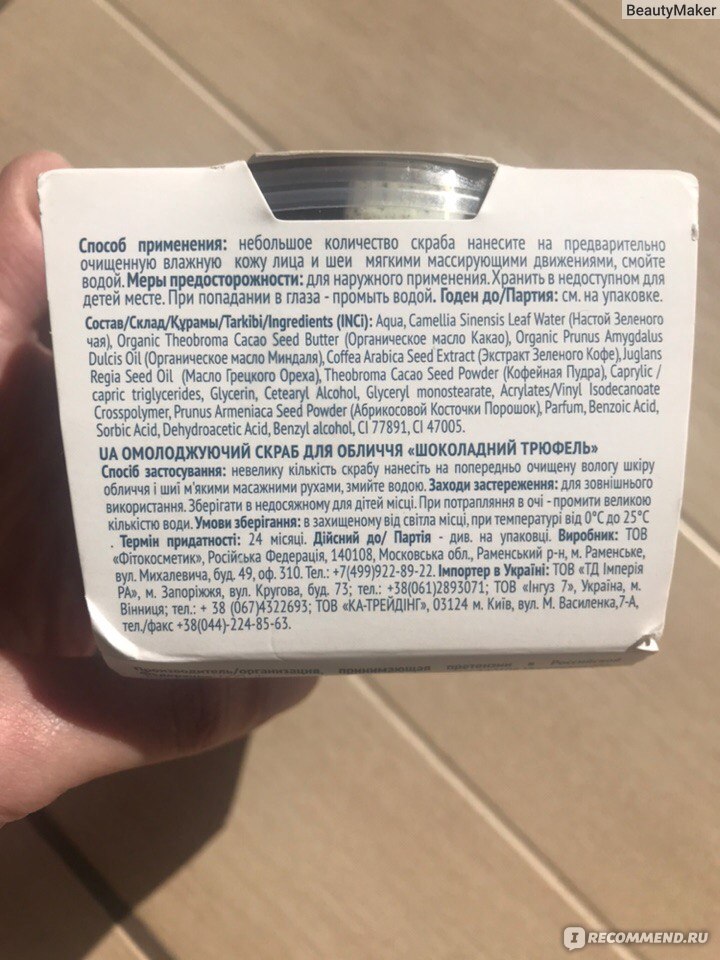 BeautyMaker
Способ применения: небольшое количество скраба нанесите на предварительно
очищенную влажную кожу лица и шеи мягкими массирующими движениями, смойте
водой. Меры предосторожности: для наружного применения. Хранить в недоступном для
детей месте. При попадании в глаза - промыть водой. Годен до/Партия: см. на упаковке.
Состав/Склад/Құрамы/Tarkibi/Ingredients (INCi): Aqua, Camellia Sinensis Leaf Water (Настой Зеленого
чая), Organic Theobroma Cacao Seed Butter (Органическое масло Какао), Organic Prunus Amygdalus
Dulcis Oil (Органическое масло Миндаля), Coffea Arabica Seed Extract (Экстракт Зеленого Кофе), Juglans
Regia Seed Oil (Масло Грецкого Ореха), Theobroma Cacao Seed Powder (Кофейная Пудра), Caprylic /
capric triglycerides, Glycerin, Cetearyl Alcohol, Glyceryl monostearate, Acrylates/Vinyl Isodecanoate
Crosspolymer, Prunus Armeniaca Seed Powder (Абрикосовой Косточки Порошок), Parfum, Benzoic Acid,
Sorbic Acid, Dehydroacetic Acid, Benzyl alcohol, CI 77891, CI 47005.
UA ОМОЛОДЖУЮЧИЙ СКРАБ ДЛЯ ОБЛИЧЧЯ «ШОКОЛАДНИЙ ТРЮФЕЛЬ»
Спосіб застосування: невелику кількість скрабу нанесіть на попередньо очищену вологу шкіру
обличчя і шиї м'якими масажними рухами, змийте водою. Заходи застереження: для зовнішнього
використання. Зберігати в недосяжному для дітей місці. При потрапляння в очі - промити великою
кількістю води. Умови зберігання: в захищеному від світла місці, при температурі від 0°С до 25°С
. Термін придатності: 24 місяці. Дійсний до/ Партія - див. на упаковці. Виробник: ТОВ
«Фітокосметик», Російська Федерація, 140108, Московська обл., Раменський р-н, м. Раменське,
вул. Михалевича, буд. 49, оф. 310. Тел.: +7(499)922-89-22. Імпортер в Україні: ТОВ «ТД Імперія
РА», м. Запоріжжя, вул. Кругова, буд. 73; тел.: +38(061)2893071; ТОВ «Інгуз 7», Україна, м.
Вінниця; тел.: + 38 (067)4322693; ТОВ «КА-ТРЕЙДІНГ», 03124 м. Київ, вул. М. Василенка,7-А,
тел./факс +38(044)-224-85-63.
Производитель/организация, принимающая претензии в Российской
I RECOMMEND.RU